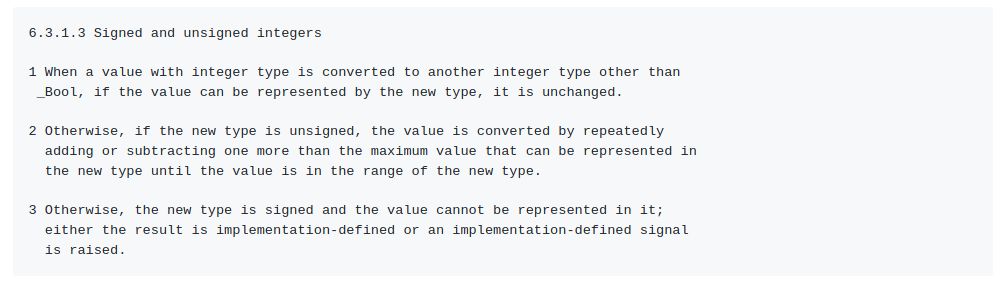 6.3.1.3 Signed and unsigned integers
1 When a value with integer type is converted to another integer type other than
_Bool, if the value can be represented by the new type, it is unchanged.
2 Otherwise, if the new type is unsigned, the value is converted by repeatedly
adding or subtracting one more than the maximum value that can be represented in
the new type until the value is in the range of the new type.
3 Otherwise, the new type is signed and the value cannot be represented in it;
either the result is implementation-defined or an implementation-defined signal
is raised.